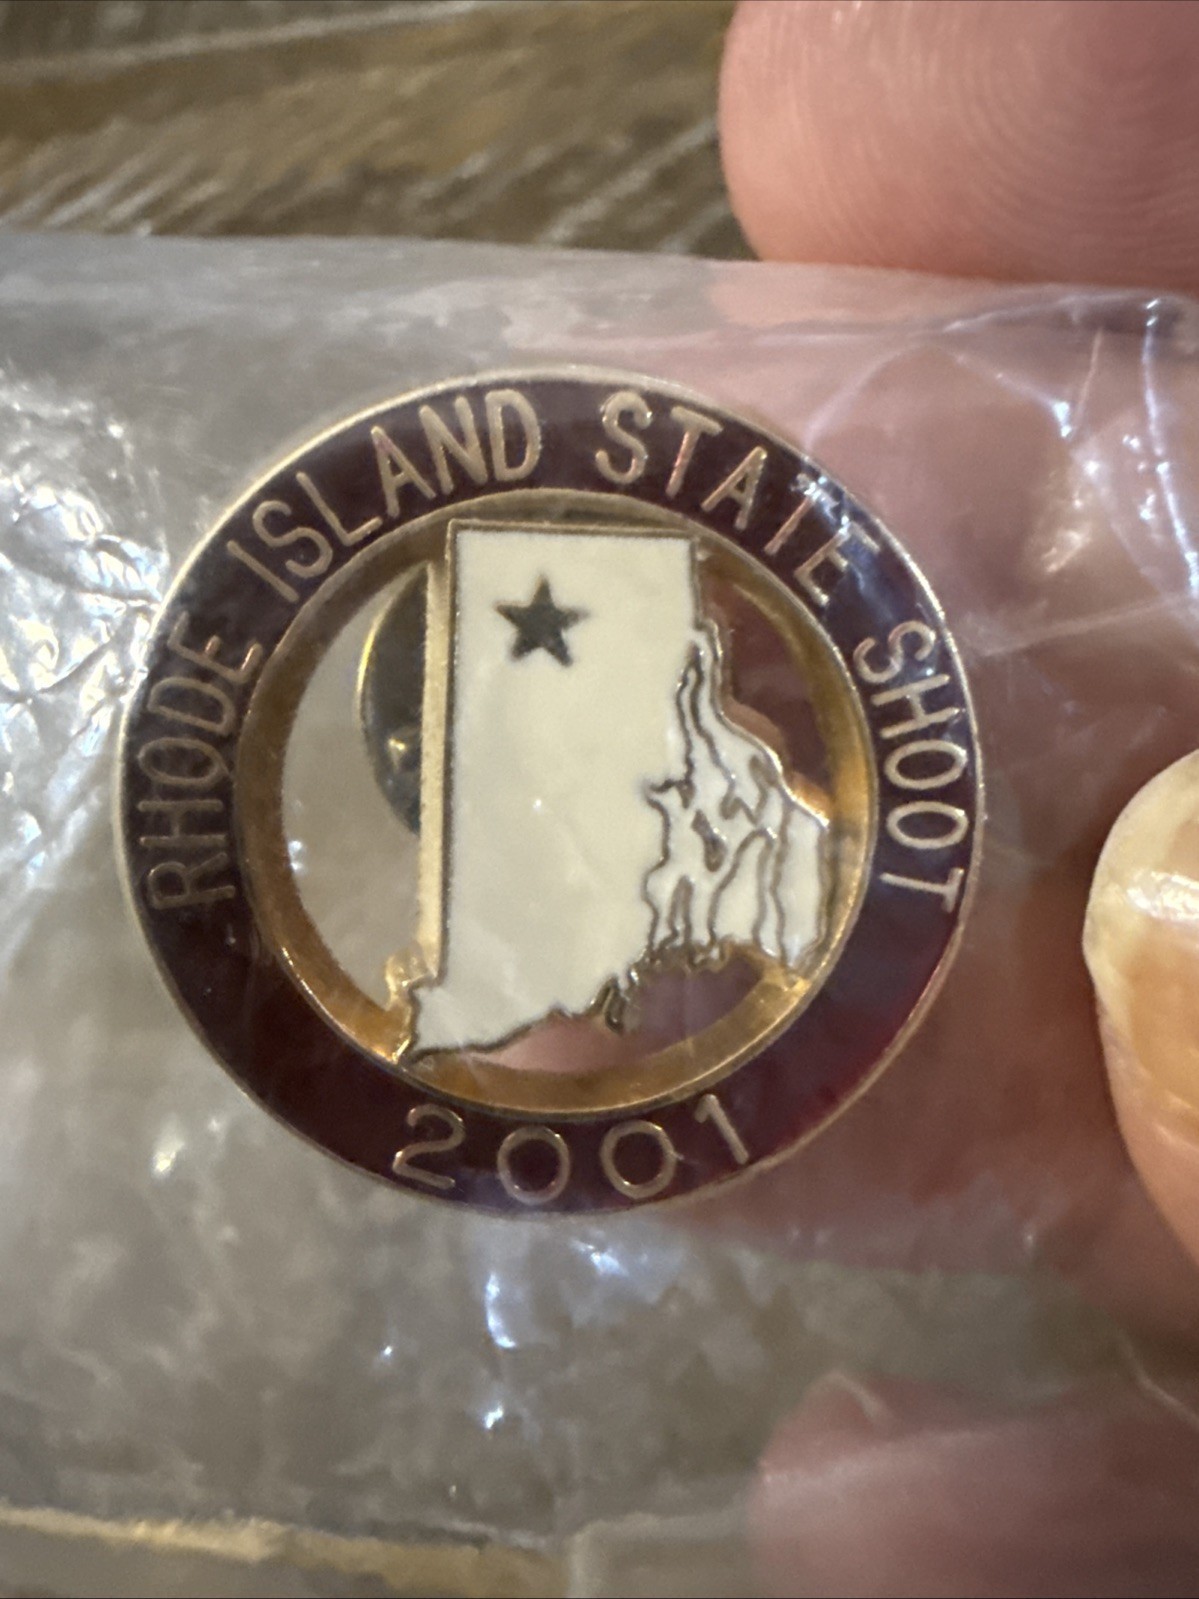 RHODE ISLAND STATE SHOOT
2001